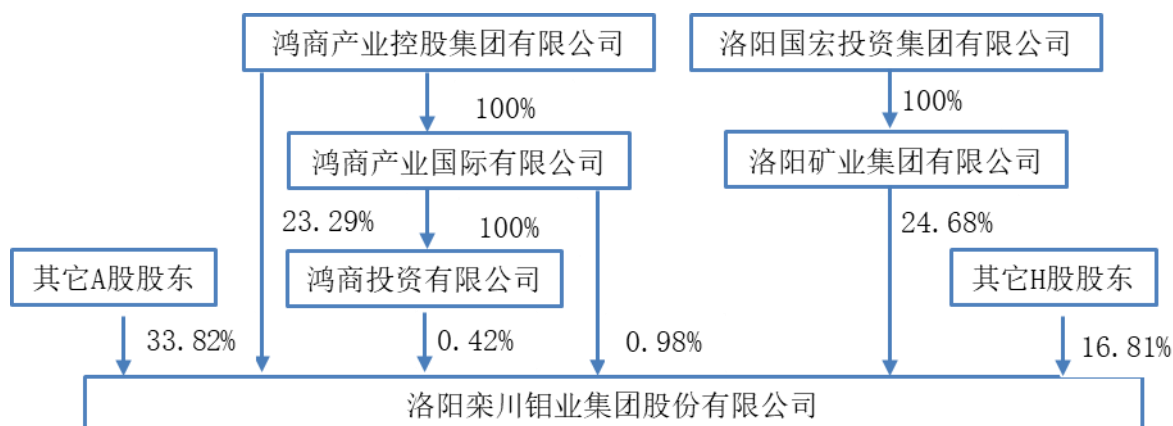 鸿商产业控股集团有限公司
洛阳国宏投资集团有限公司
100%
100%
鸿商产业国际有限公司
洛阳矿业集团有限公司
23.29%
100%
24.68%
其它A股股东
鸿商投资有限公司
其它H股股东
33.82%
0.42%
0.98%
16.81%
洛阳栾川钼业集团股份有限公司